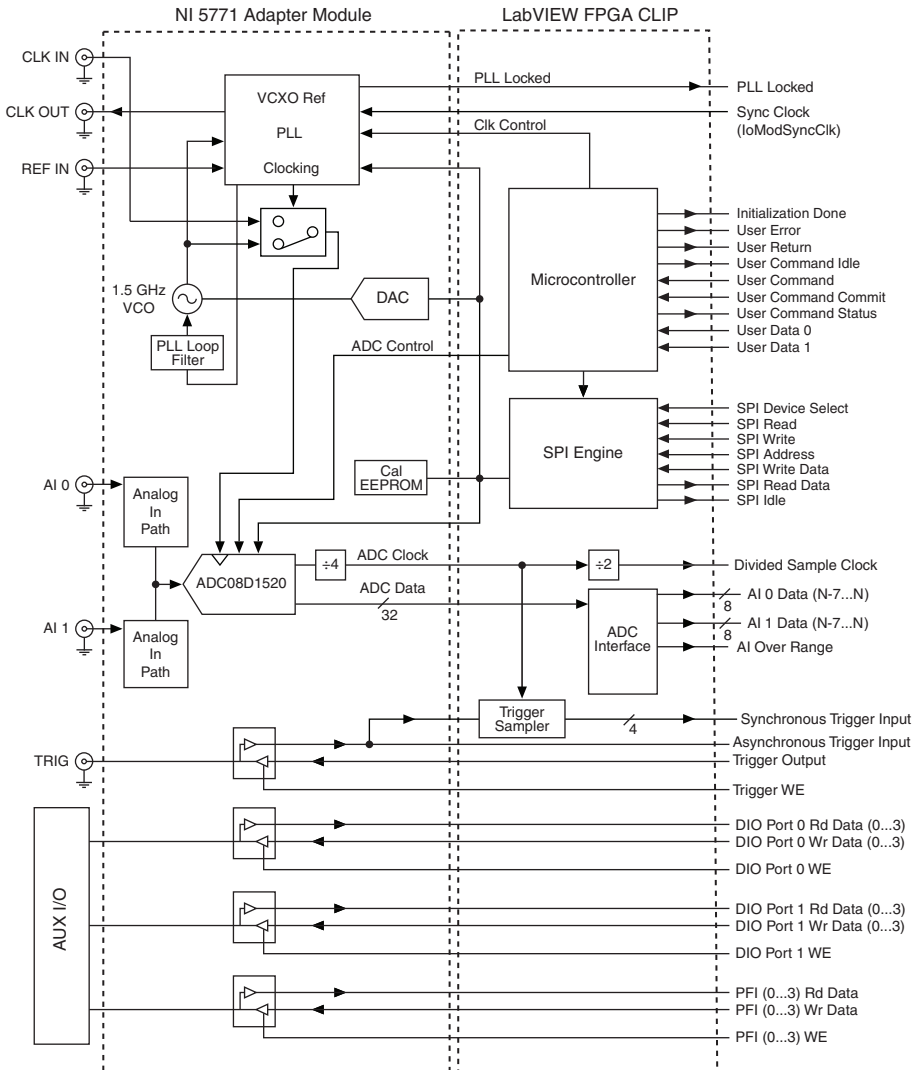 NI 5771 Adapter Module
LabVIEW FPGA CLIP
CLK IN
CLK OUT
REF IN
VCXO Ref
PLL
Clocking
PLL Locked
PLL Locked
Sync Clock
(IoModSyncClk)
Clk Control
Microcontroller
Initialization Done
User Error
User Return
User Command Idle
User Command
User Command Commit
User Command Status
User Data 0
User Data 1
1.5 GHz
VCO
DAC
PLL Loop
Filter
ADC Control
SPI Engine
SPI Device Select
SPI Read
SPI Write
SPI Address
SPI Write Data
SPI Read Data
SPI Idle
Cal
EEPROM
AI 0
Analog
In
Path
ADC08D1520
÷4
ADC Clock
÷2
Divided Sample Clock
ADC Data
32
ADC
Interface
8
AI 0 Data (N-7...N)
8
AI 1 Data (N-7...N)
AI Over Range
AI 1
Analog
In
Path
Trigger
Sampler
4
Synchronous Trigger Input
Asynchronous Trigger Input
Trigger Output
Trigger WE
TRIG
AUX I/O
DIO Port 0 Rd Data (0...3)
DIO Port 0 Wr Data (0...3)
DIO Port 0 WE
DIO Port 1 Rd Data (0...3)
DIO Port 1 Wr Data (0...3)
DIO Port 1 WE
PFI (0...3) Rd Data
PFI (0...3) Wr Data
PFI (0...3) WE